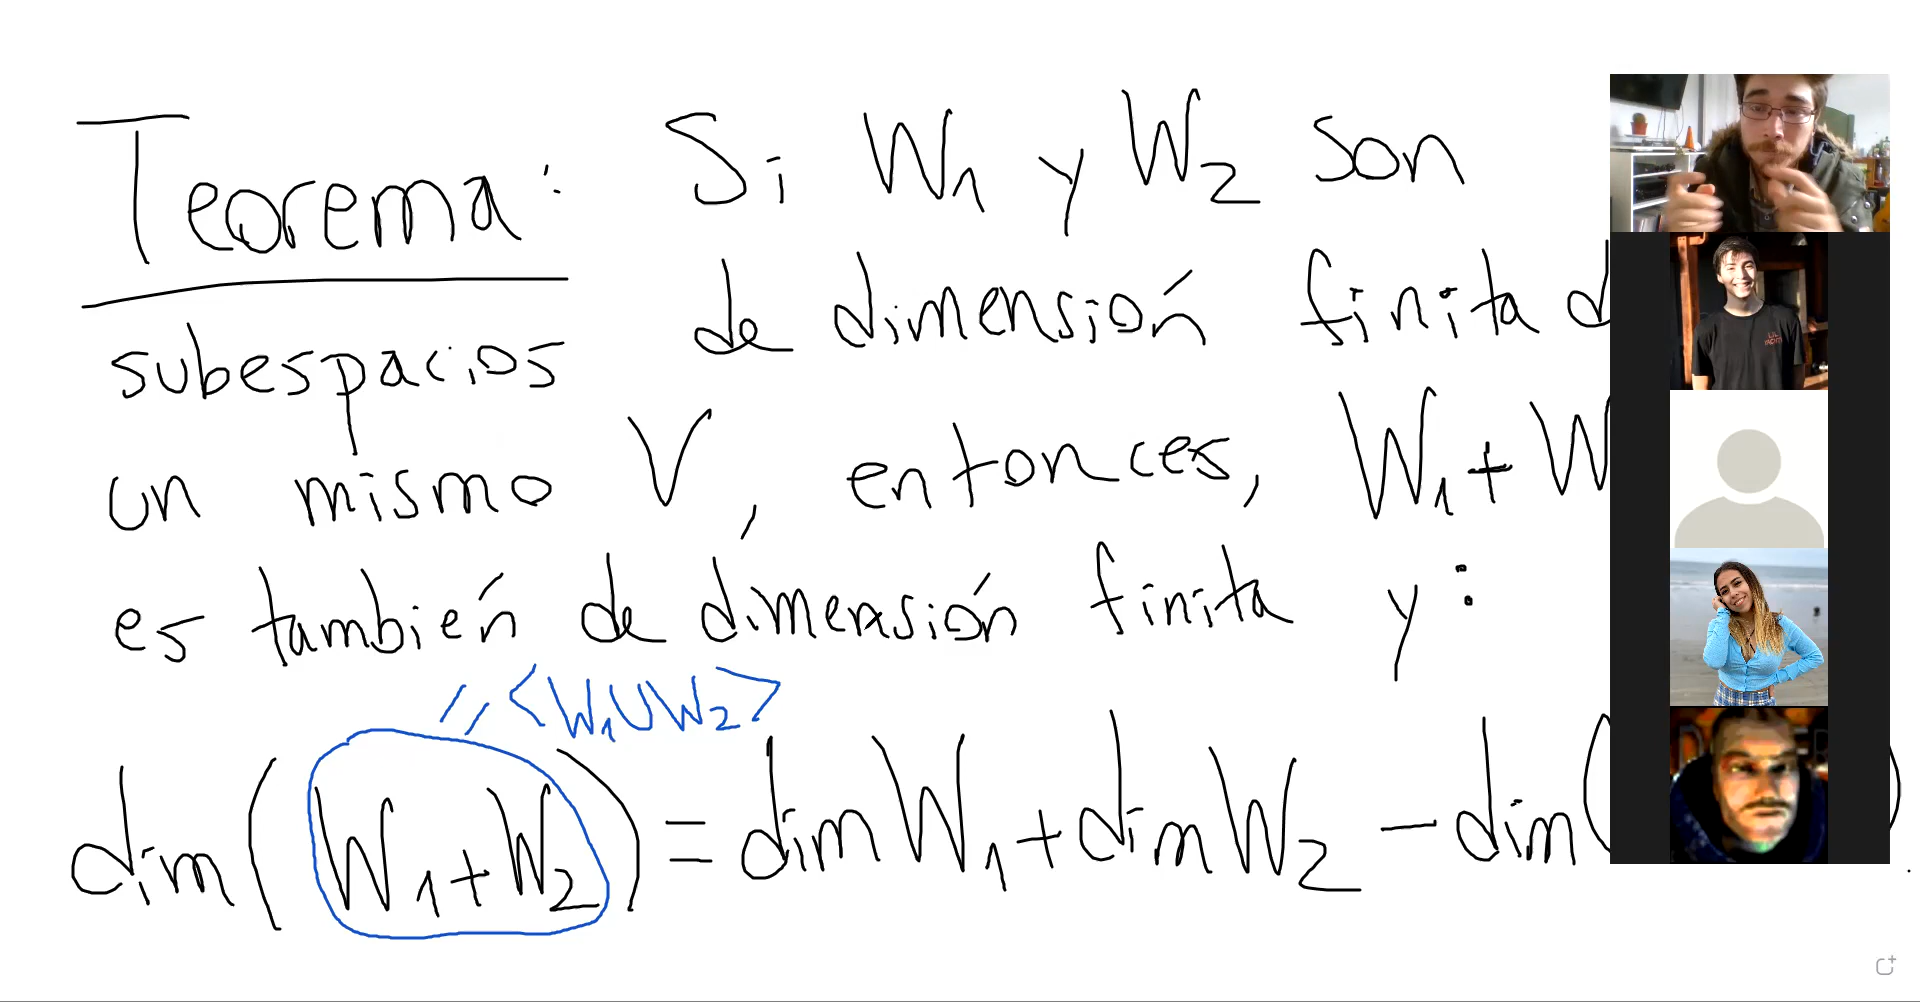 Teorema: Si W₁ y W₂ son
subespacios de dimensión finita d
un mismo V, entonces, W₁ + W
es también de dimensión finita y:
= <W₁ ∪ W₂>
dim(W₁+W₂) = dim W₁ + dim W₂ - dim( )